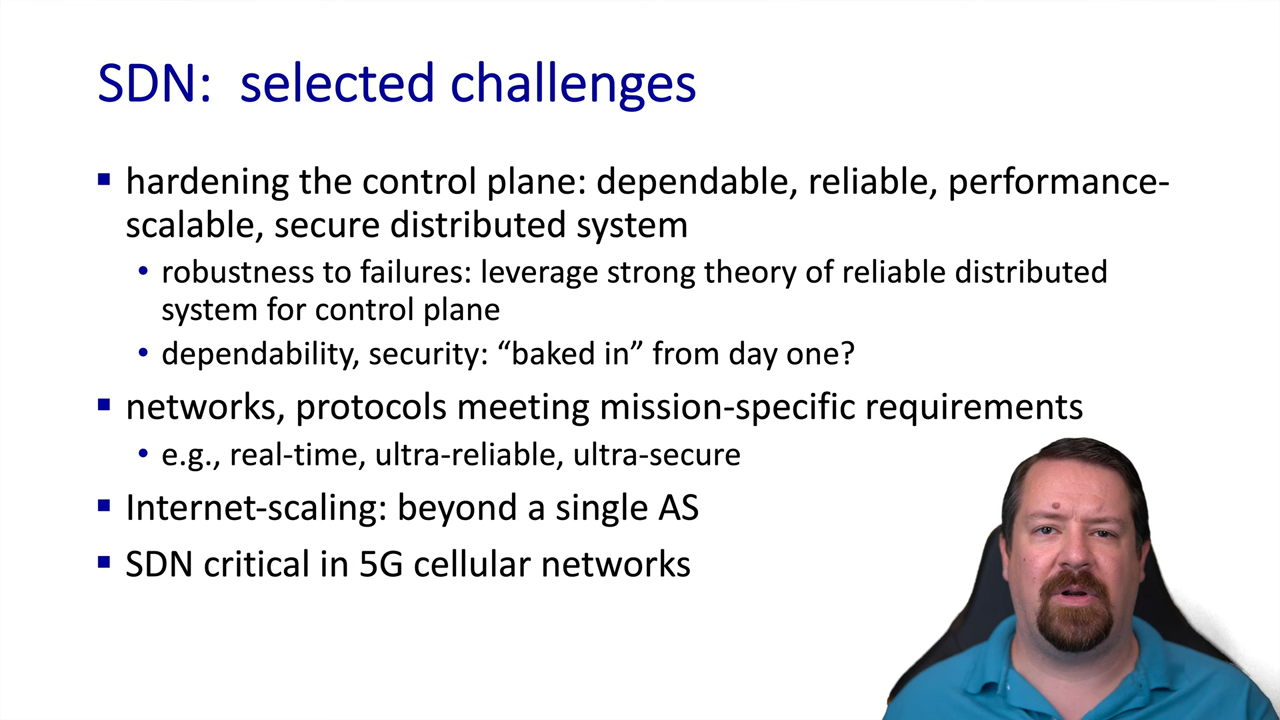 SDN: selected challenges
▪ hardening the control plane: dependable, reliable, performance-
scalable, secure distributed system
• robustness to failures: leverage strong theory of reliable distributed
system for control plane
• dependability, security: “baked in” from day one?
▪ networks, protocols meeting mission-specific requirements
• e.g., real-time, ultra-reliable, ultra-secure
▪ Internet-scaling: beyond a single AS
▪ SDN critical in 5G cellular networks